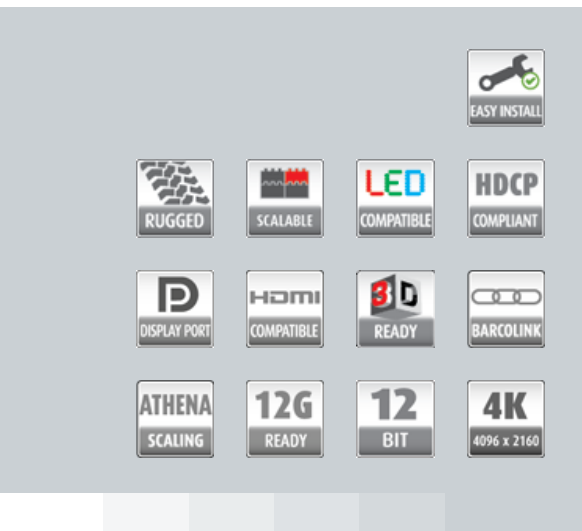 EASY INSTALL
RUGGED
SCALABLE
LED
COMPATIBLE
HDCP
COMPLIANT
D
DISPLAY PORT
HDMI
COMPATIBLE
3D
READY
BARCOLINK
ATHENA
SCALING
12G
READY
12
BIT
4K
4096 x 2160